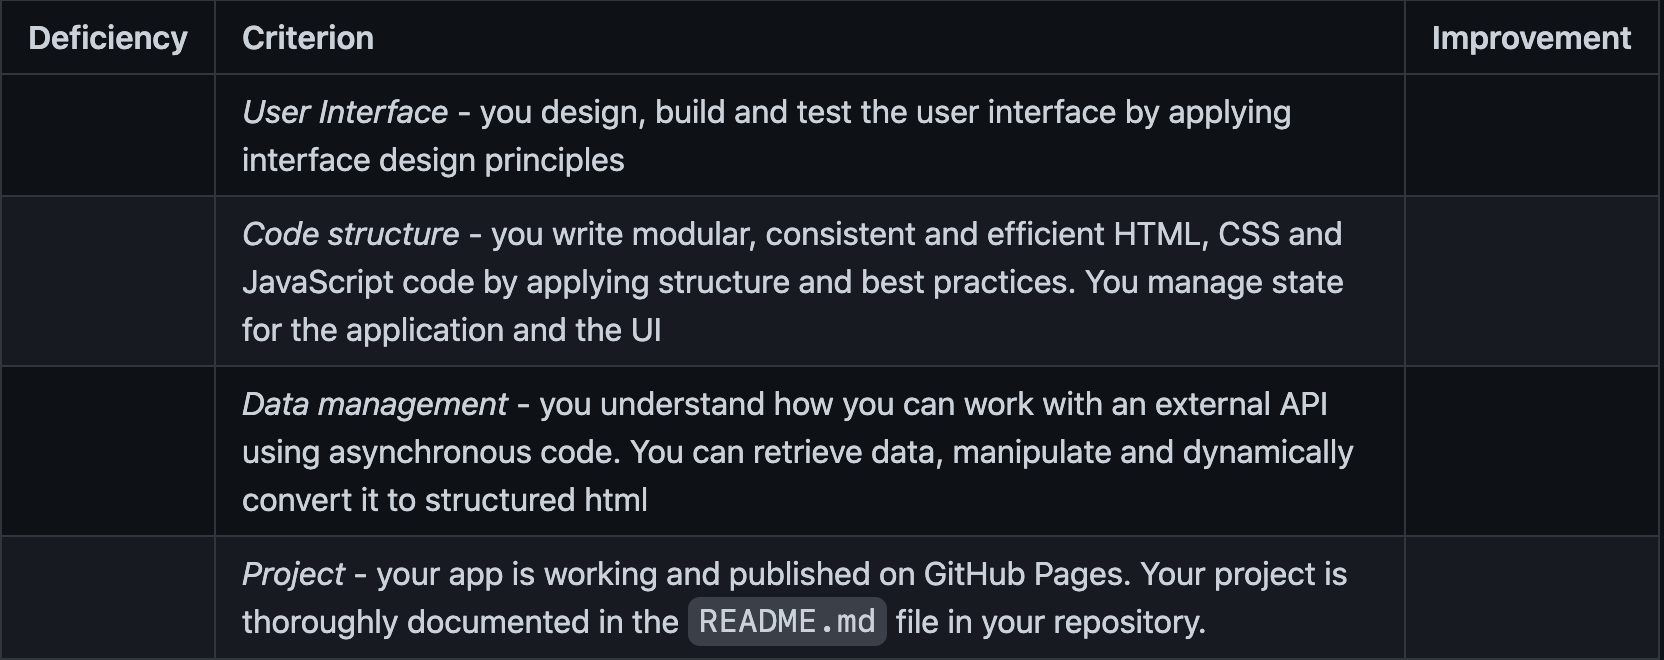 Deficiency Criterion Improvement
User Interface - you design, build and test the user interface by applying
interface design principles
Code structure - you write modular, consistent and efficient HTML, CSS and
JavaScript code by applying structure and best practices. You manage state
for the application and the UI
Data management - you understand how you can work with an external API
using asynchronous code. You can retrieve data, manipulate and dynamically
convert it to structured html
Project - your app is working and published on GitHub Pages. Your project is
thoroughly documented in the README.md file in your repository.